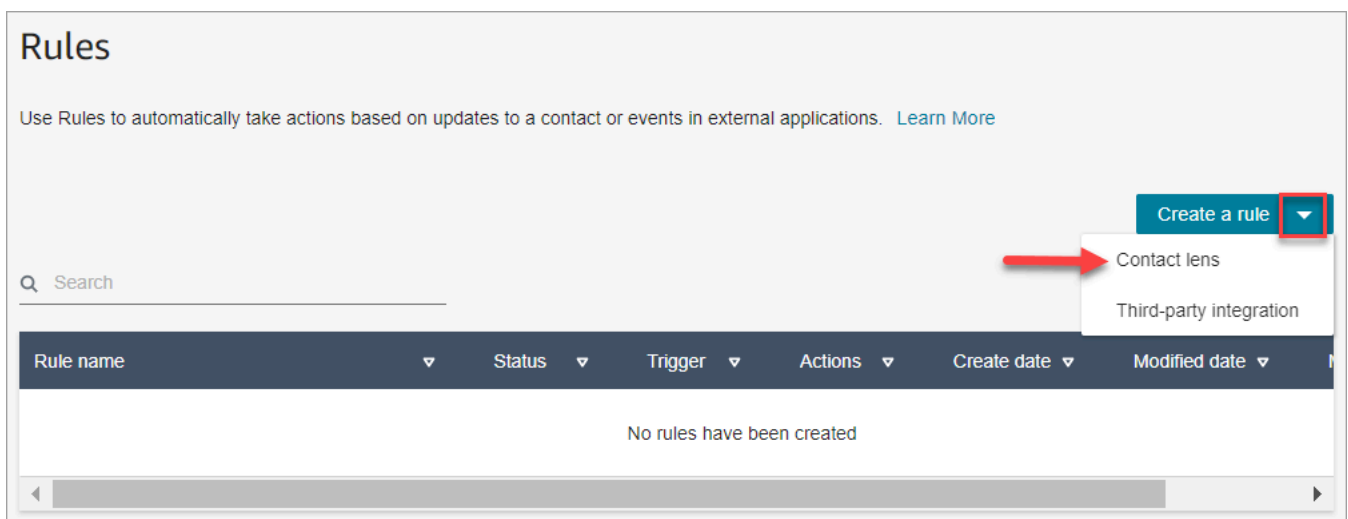 Rules
Use Rules to automatically take actions based on updates to a contact or events in external applications. Learn More
Create a rule
Contact lens
Search
Third-party integration
Rule name Status Trigger Actions Create date Modified date
No rules have been created